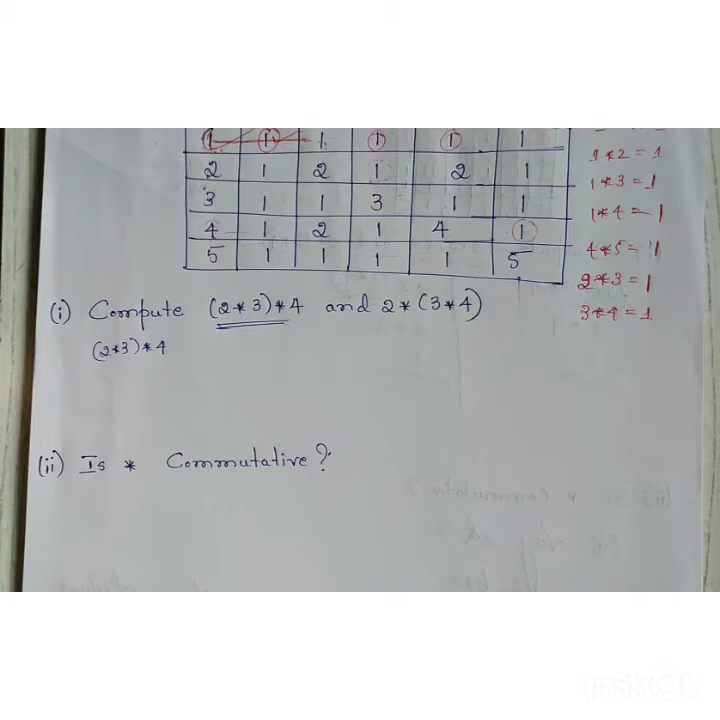 1 1 1 1 1 1
2 1 2 1 2 1
3 1 1 3 1 1
4 1 2 1 4 1
5 1 1 1 1 5
1*2 = 1
1*3 = 1
1*4 = 1
4*5 = 1
2*3 = 1
3*4 = 1
(i) Compute (2*3)*4 and 2*(3*4)
(2*3)*4
(ii) Is * Commutative?